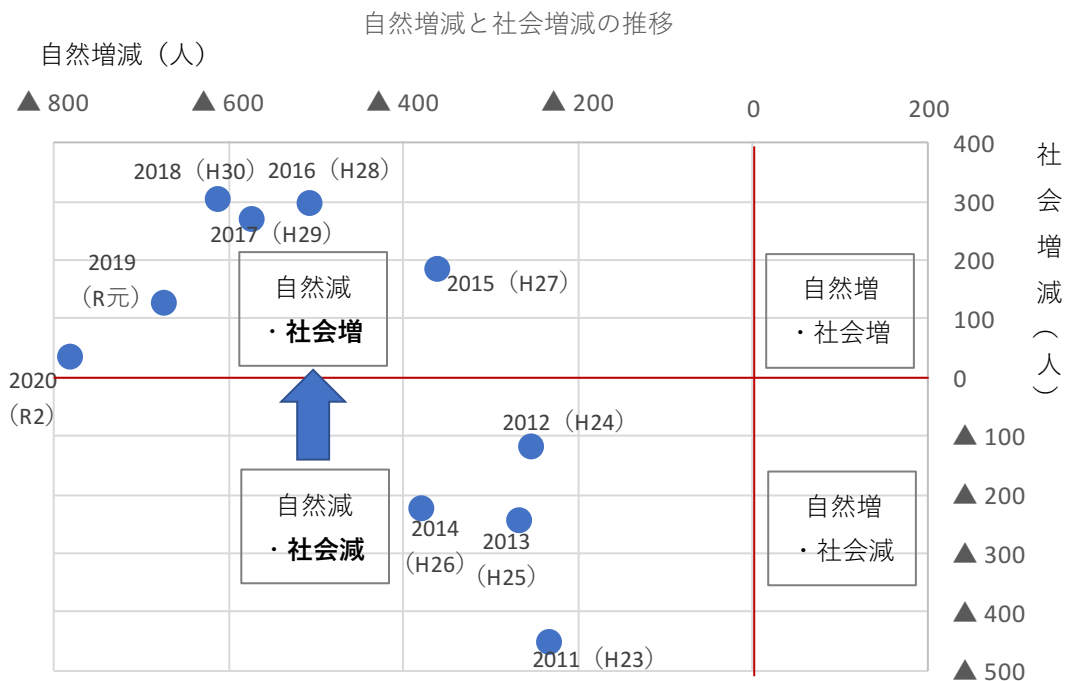 自然増減と社会増減の推移
自然増減（人）
▲ 800
▲ 600
▲ 400
▲ 200
0
200
400
300
200
100
0
▲ 100
▲ 200
▲ 300
▲ 400
▲ 500
社会増減（人）
2018（H30）
2016（H28）
2017（H29）
2019
（R元）
2015（H27）
2020
（R2）
自然減
・社会増
自然増
・社会増
2012（H24）
自然減
・社会減
2014
（H26）
2013
（H25）
自然増
・社会減
2011（H23）